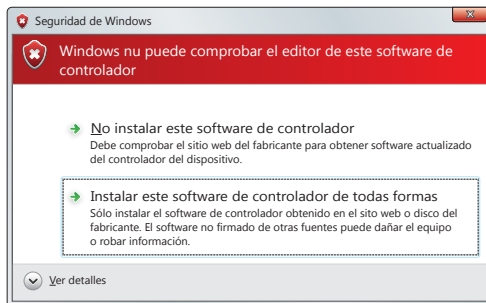 Seguridad de Windows
Windows nu puede comprobar el editor de este software de
controlador
No instalar este software de controlador
Debe comprobar el sitio web del fabricante para obtener software actualizado
del controlador del dispositivo.
Instalar este software de controlador de todas formas
Sólo instalar el software de controlador obtenido en el sito web o disco del
fabricante. El software no firmado de otras fuentes puede dañar el equipo
o robar información.
Ver detalles